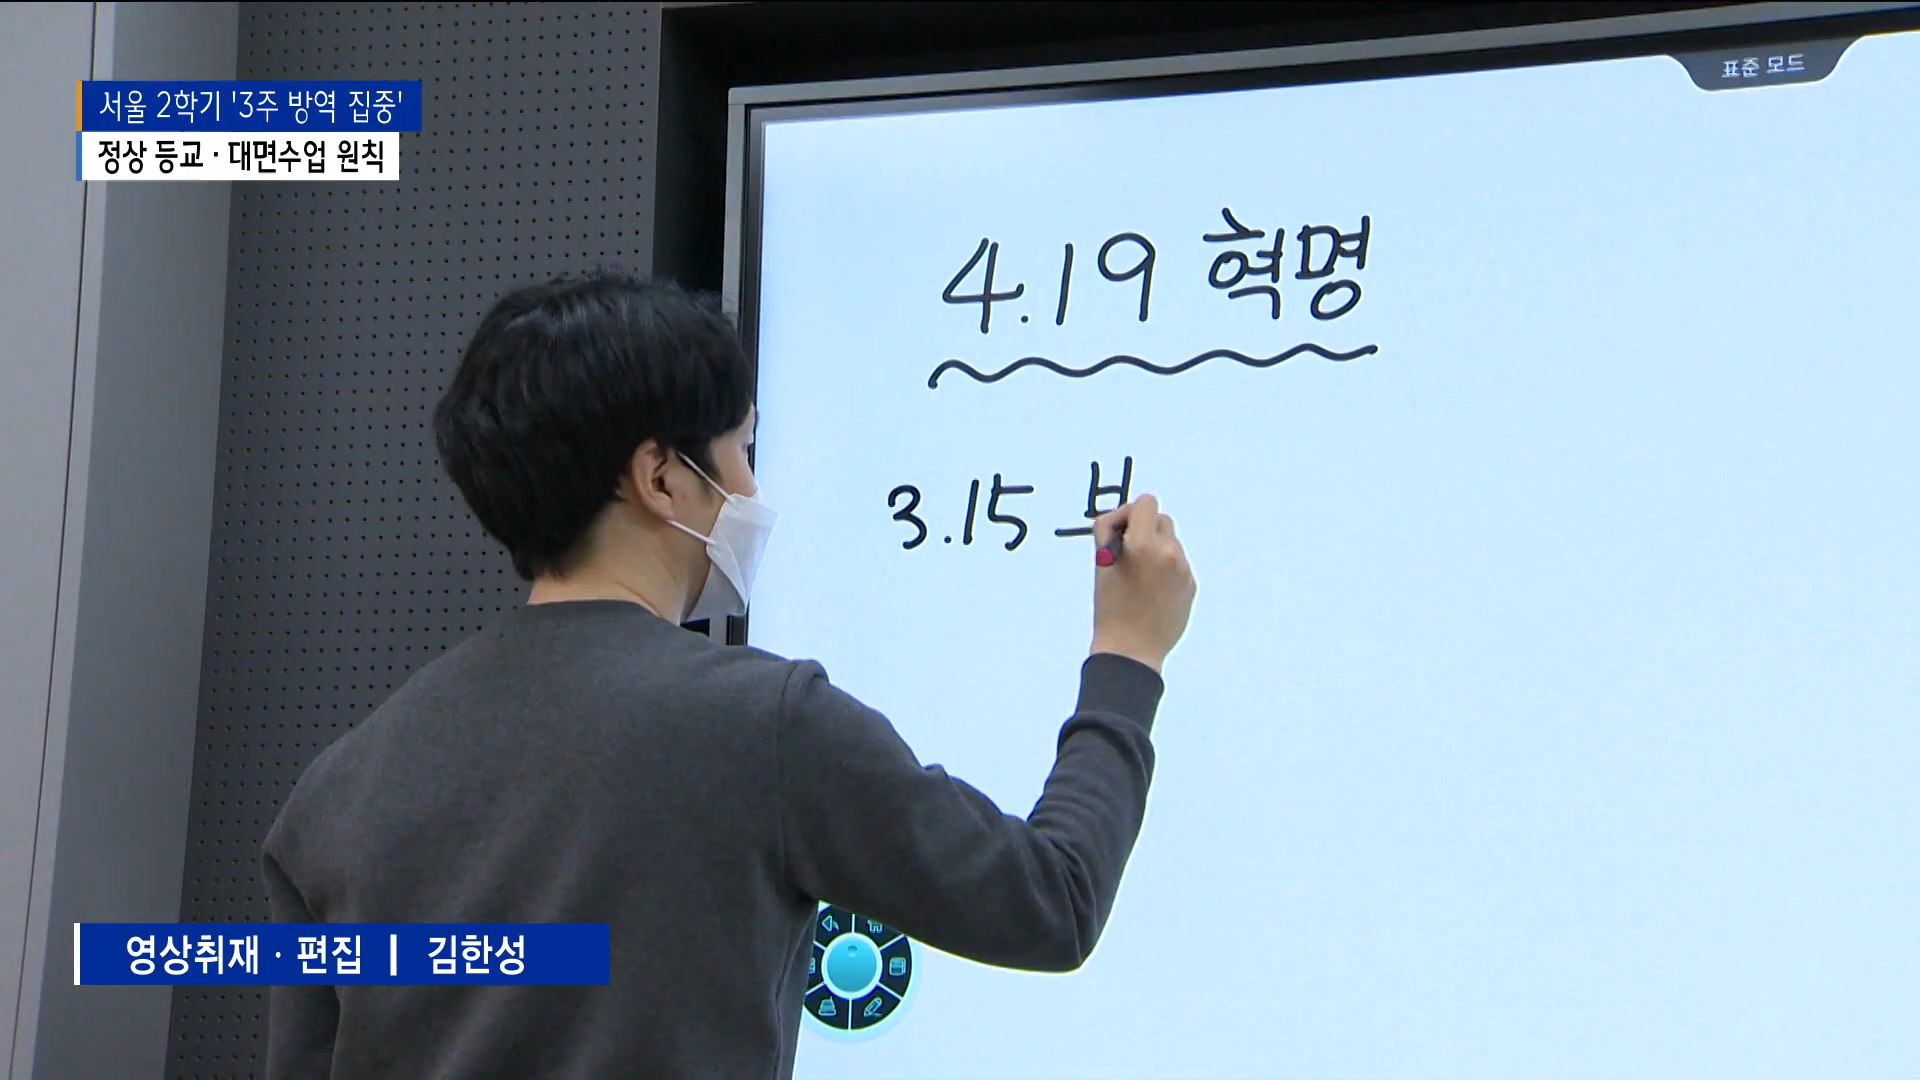 서울 2학기 '3주 방역 집중'
정상 등교·대면수업 원칙
표준 모드
4.19 혁명
3.15 부
영상취재·편집 | 김한성